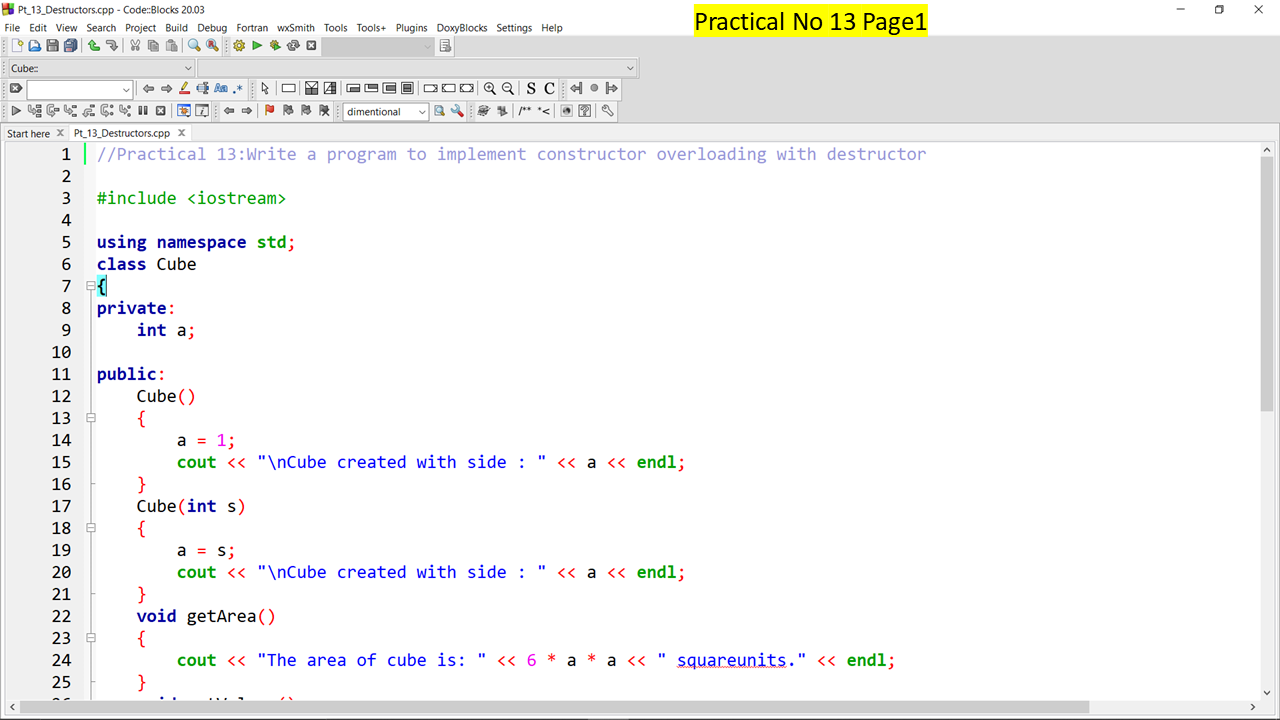 Pt_13_Destructors.cpp - Code::Blocks 20.03
Practical No 13 Page1
File Edit View Search Project Build Debug Fortran wxSmith Tools Tools+ Plugins DoxyBlocks Settings Help
Cube::
Aa .* S C
dimentional /** *<
Start here Pt_13_Destructors.cpp
1 //Practical 13:Write a program to implement constructor overloading with destructor
2
3 #include <iostream>
4
5 using namespace std;
6 class Cube
7 {
8 private:
9 int a;
10
11 public:
12 Cube()
13 {
14 a = 1;
15 cout << "\nCube created with side : " << a << endl;
16 }
17 Cube(int s)
18 {
19 a = s;
20 cout << "\nCube created with side : " << a << endl;
21 }
22 void getArea()
23 {
24 cout << "The area of cube is: " << 6 * a * a << " squareunits." << endl;
25 }